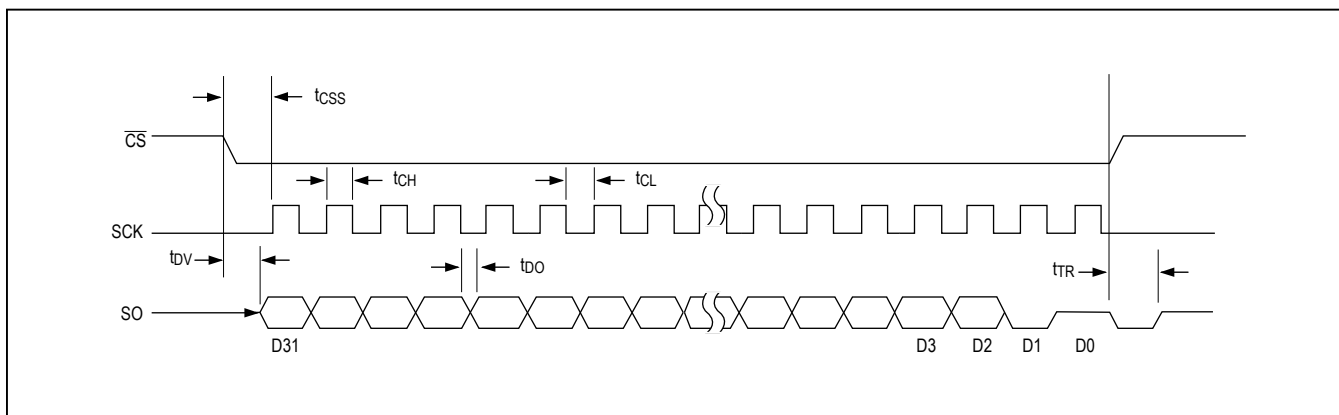 tCSS
CS
tCH
tCL
SCK
tDV
tDO
tTR
SO
D31
D3
D2
D1
D0